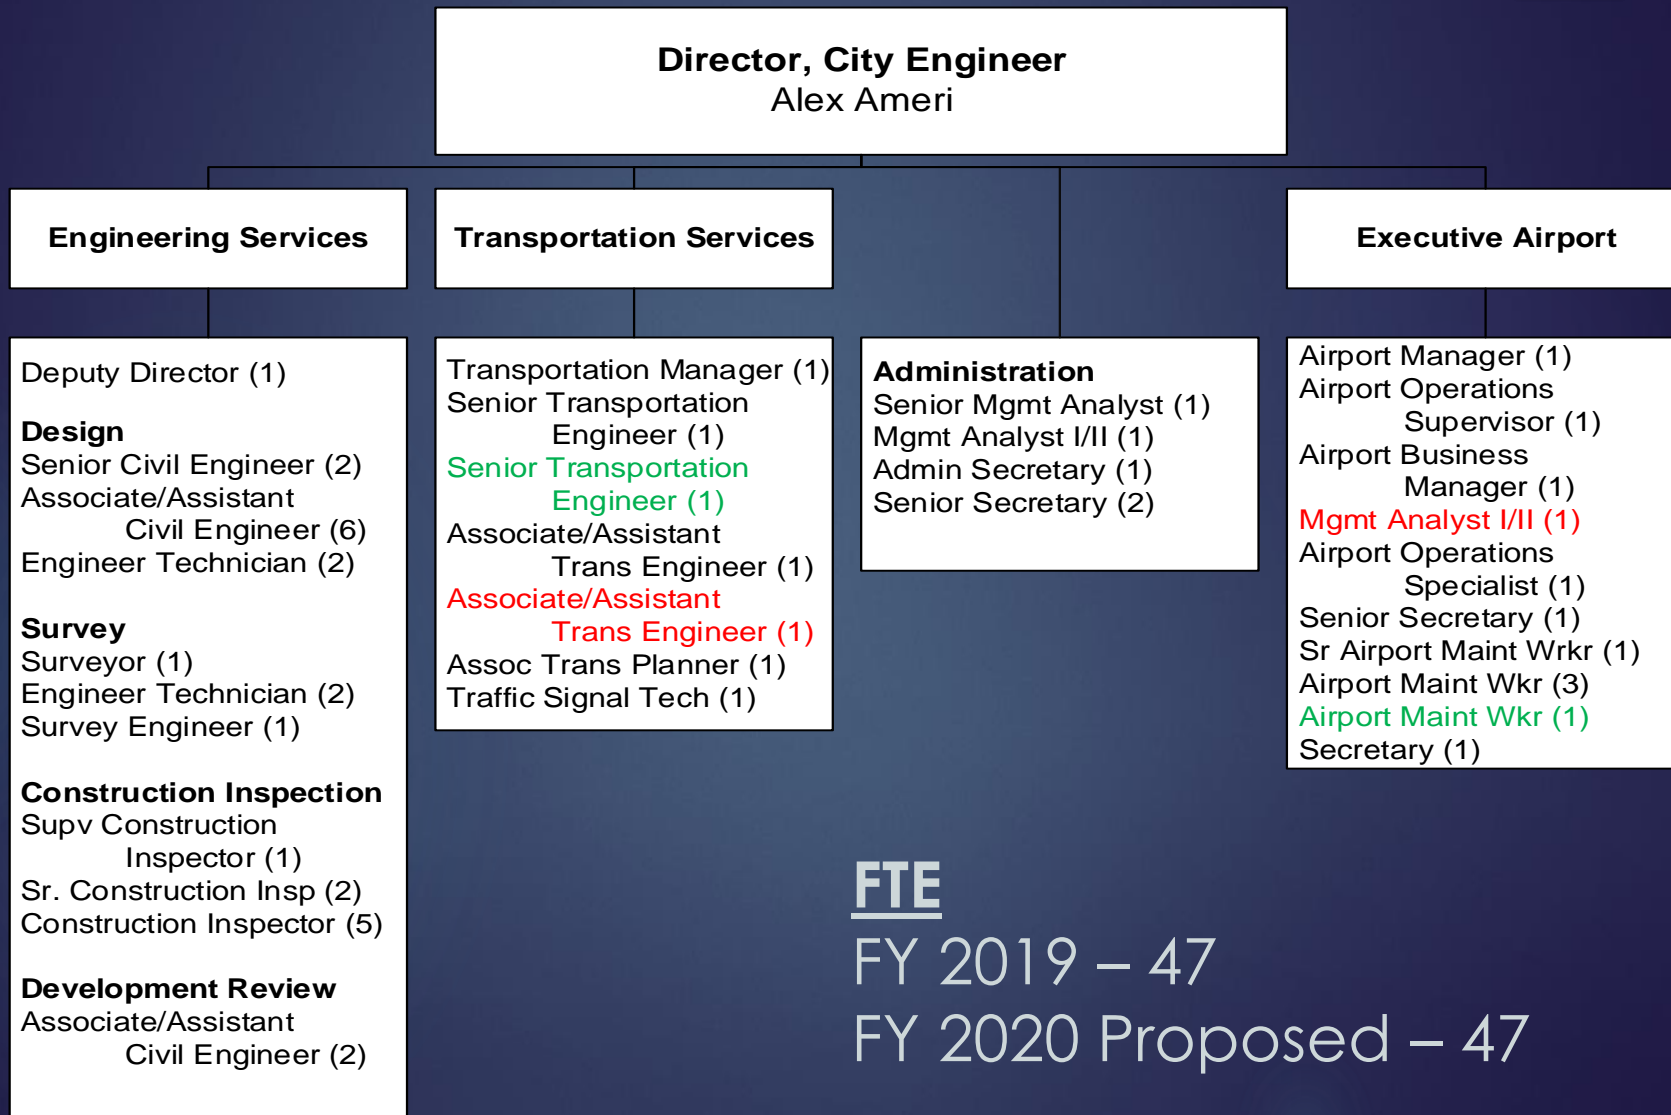 Director, City Engineer
Alex Ameri
Engineering Services
Transportation Services
Executive Airport
Deputy Director (1)
Design
Senior Civil Engineer (2)
Associate/Assistant
Civil Engineer (6)
Engineer Technician (2)
Survey
Surveyor (1)
Engineer Technician (2)
Survey Engineer (1)
Construction Inspection
Supv Construction
Inspector (1)
Sr. Construction Insp (2)
Construction Inspector (5)
Development Review
Associate/Assistant
Civil Engineer (2)
Transportation Manager (1)
Senior Transportation
Engineer (1)
Senior Transportation
Engineer (1)
Associate/Assistant
Trans Engineer (1)
Associate/Assistant
Trans Engineer (1)
Assoc Trans Planner (1)
Traffic Signal Tech (1)
Administration
Senior Mgmt Analyst (1)
Mgmt Analyst I/II (1)
Admin Secretary (1)
Senior Secretary (2)
Airport Manager (1)
Airport Operations
Supervisor (1)
Airport Business
Manager (1)
Mgmt Analyst I/II (1)
Airport Operations
Specialist (1)
Senior Secretary (1)
Sr Airport Maint Wrkr (1)
Airport Maint Wkr (3)
Airport Maint Wkr (1)
Secretary (1)
FTE
FY 2019 – 47
FY 2020 Proposed – 47